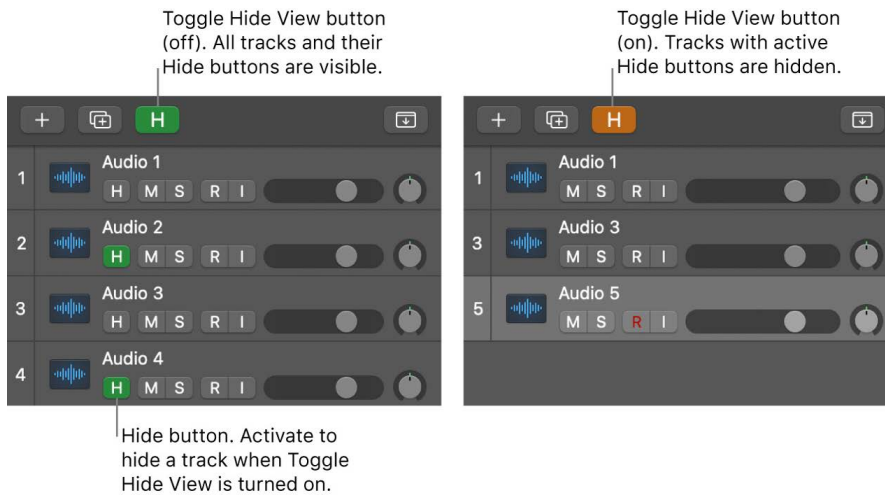 Toggle Hide View button
(off). All tracks and their
Hide buttons are visible.
Toggle Hide View button
(on). Tracks with active
Hide buttons are hidden.
H
1
Audio 1
H M S R I
2
Audio 2
H M S R I
3
Audio 3
H M S R I
4
Audio 4
H M S R I
H
1
Audio 1
M S R I
3
Audio 3
M S R I
5
Audio 5
M S R I
Hide button. Activate to
hide a track when Toggle
Hide View is turned on.